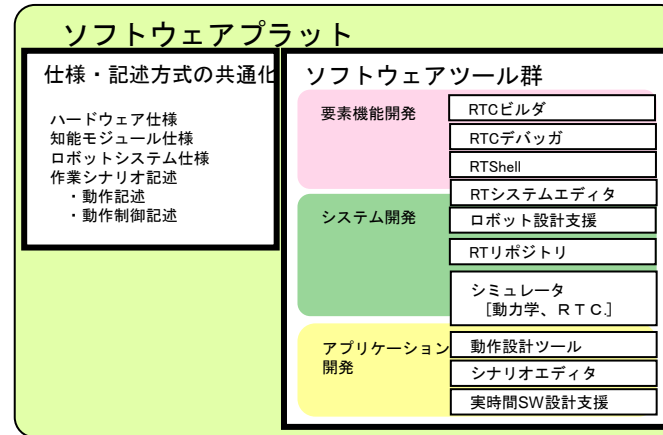 ソフトウェアプラット
仕様・記述方式の共通化
ハードウェア仕様
知能モジュール仕様
ロボットシステム仕様
作業シナリオ記述
・動作記述
・動作制御記述
ソフトウェアツール群
要素機能開発
RTCビルダ
RTCデバッガ
RTShell
RTシステムエディタ
システム開発
ロボット設計支援
RTリポジトリ
シミュレータ
［動力学、ＲＴＣ.］
アプリケーション
開発
動作設計ツール
シナリオエディタ
実時間SW設計支援